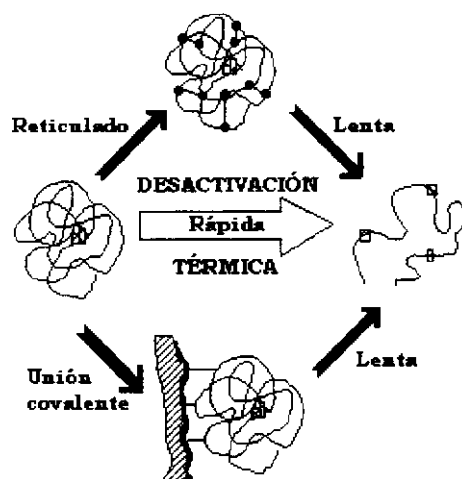 Reticulado
Lenta
DESACTIVACIÓN
Rápida
TÉRMICA
Unión
covalente
Lenta